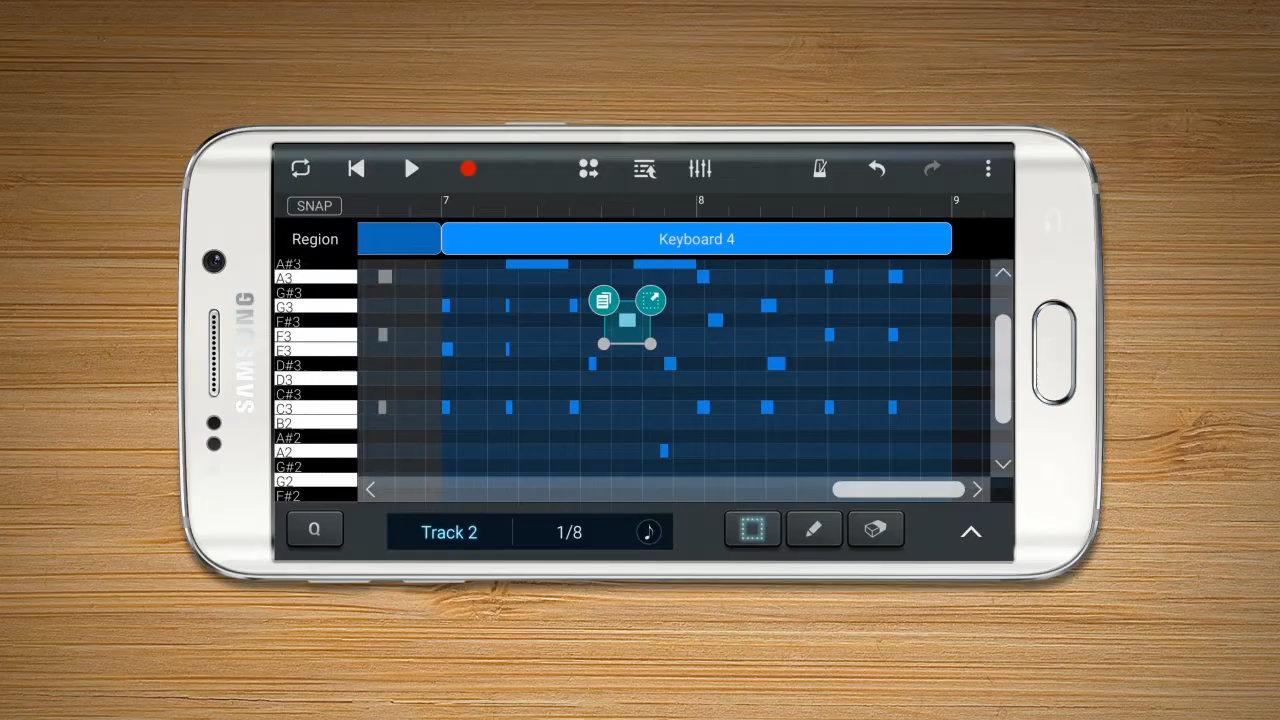 7
8
9
SNAP
Region
Keyboard 4
A#3
A3
G#3
G3
F#3
F3
E3
D#3
D3
C#3
C3
B2
A#2
A2
G#2
G2
F#2
SAMSUNG
Q
Track 2
1/8